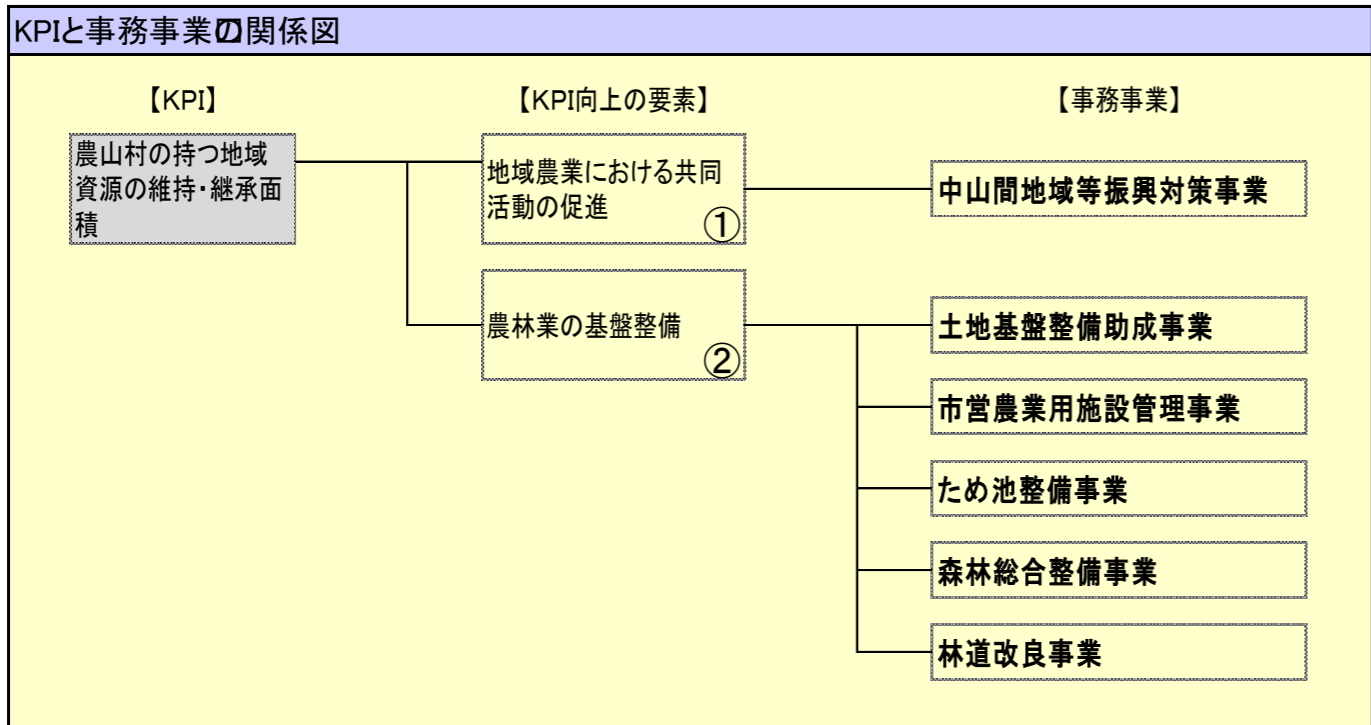 KPIと事務事業の関係図
【KPI】
【KPI向上の要素】
【事務事業】
農山村の持つ地域
資源の維持・継承面
積
地域農業における共同
活動の促進
①
中山間地域等振興対策事業
農林業の基盤整備
②
土地基盤整備助成事業
市営農業用施設管理事業
ため池整備事業
森林総合整備事業
林道改良事業